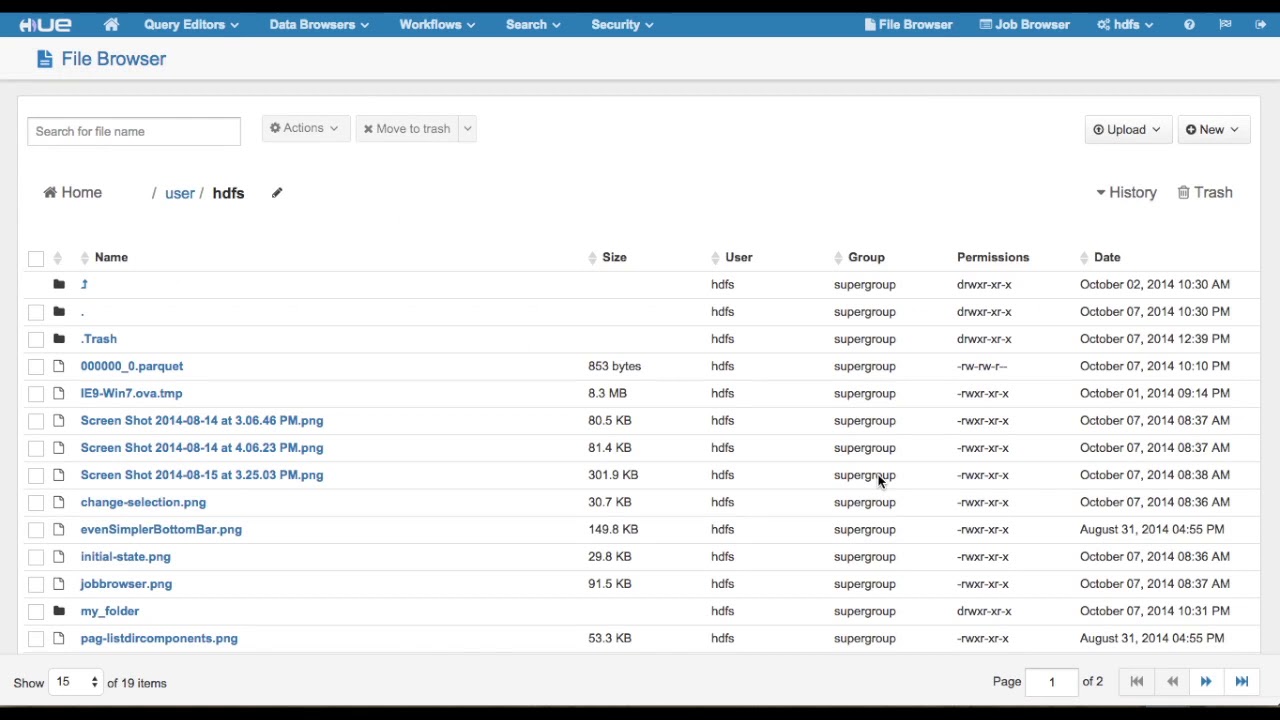 HUE Query Editors Data Browsers Workflows Search Security File Browser Job Browser hdfs
File Browser
Search for file name Actions Move to trash Upload New
Home / user / hdfs History Trash
Name Size User Group Permissions Date
hdfs supergroup drwxr-xr-x October 02, 2014 10:30 AM
. hdfs supergroup drwxr-xr-x October 07, 2014 10:30 PM
.Trash hdfs supergroup drwxr-xr-x October 07, 2014 12:39 PM
000000_0.parquet 853 bytes hdfs supergroup -rw-rw-r-- October 07, 2014 10:10 PM
IE9-Win7.ova.tmp 8.3 MB hdfs supergroup -rwxr-xr-x October 01, 2014 09:14 PM
Screen Shot 2014-08-14 at 3.06.46 PM.png 80.5 KB hdfs supergroup -rwxr-xr-x October 07, 2014 08:37 AM
Screen Shot 2014-08-14 at 4.06.23 PM.png 81.4 KB hdfs supergroup -rwxr-xr-x October 07, 2014 08:37 AM
Screen Shot 2014-08-15 at 3.25.03 PM.png 301.9 KB hdfs supergroup -rwxr-xr-x October 07, 2014 08:38 AM
change-selection.png 30.7 KB hdfs supergroup -rwxr-xr-x October 07, 2014 08:36 AM
evenSimplerBottomBar.png 149.8 KB hdfs supergroup -rwxr-xr-x August 31, 2014 04:55 PM
initial-state.png 29.8 KB hdfs supergroup -rwxr-xr-x October 07, 2014 08:36 AM
jobbrowser.png 91.5 KB hdfs supergroup -rwxr-xr-x October 07, 2014 08:37 AM
my_folder hdfs supergroup drwxr-xr-x October 07, 2014 10:31 PM
pag-listdircomponents.png 53.3 KB hdfs supergroup -rwxr-xr-x August 31, 2014 04:55 PM
Show 15 of 19 items Page 1 of 2